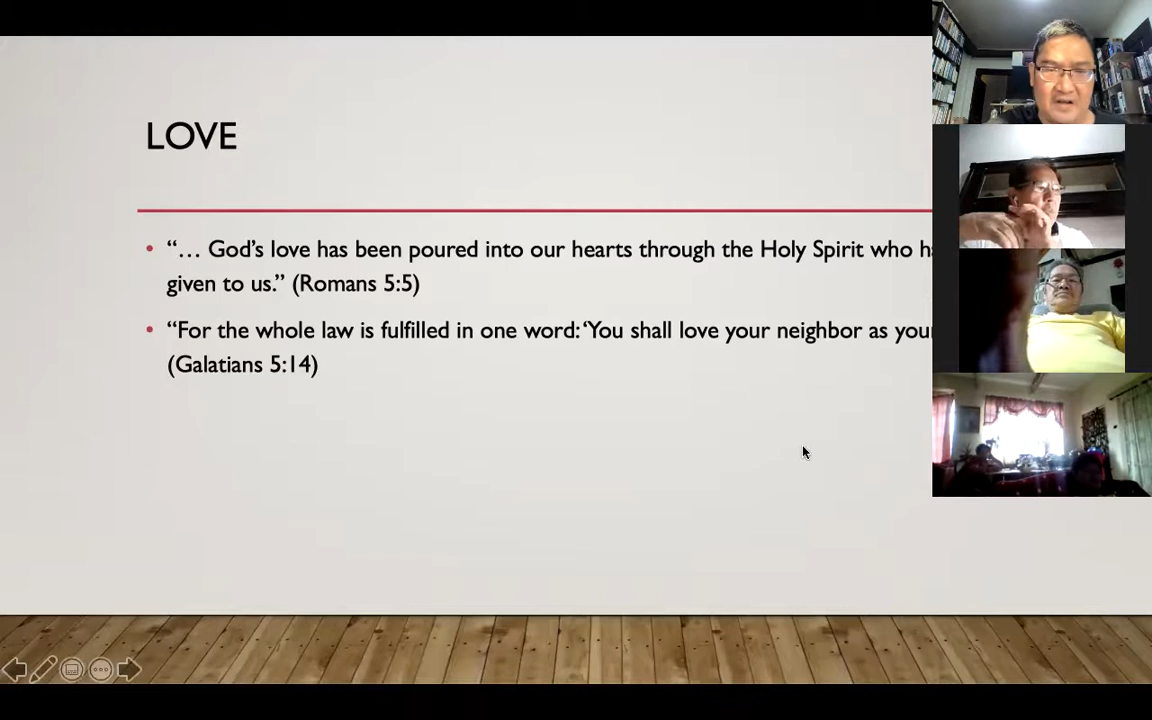 LOVE
• “… God’s love has been poured into our hearts through the Holy Spirit who
given to us.” (Romans 5:5)
• “For the whole law is fulfilled in one word: ‘You shall love your neighbor as
(Galatians 5:14)